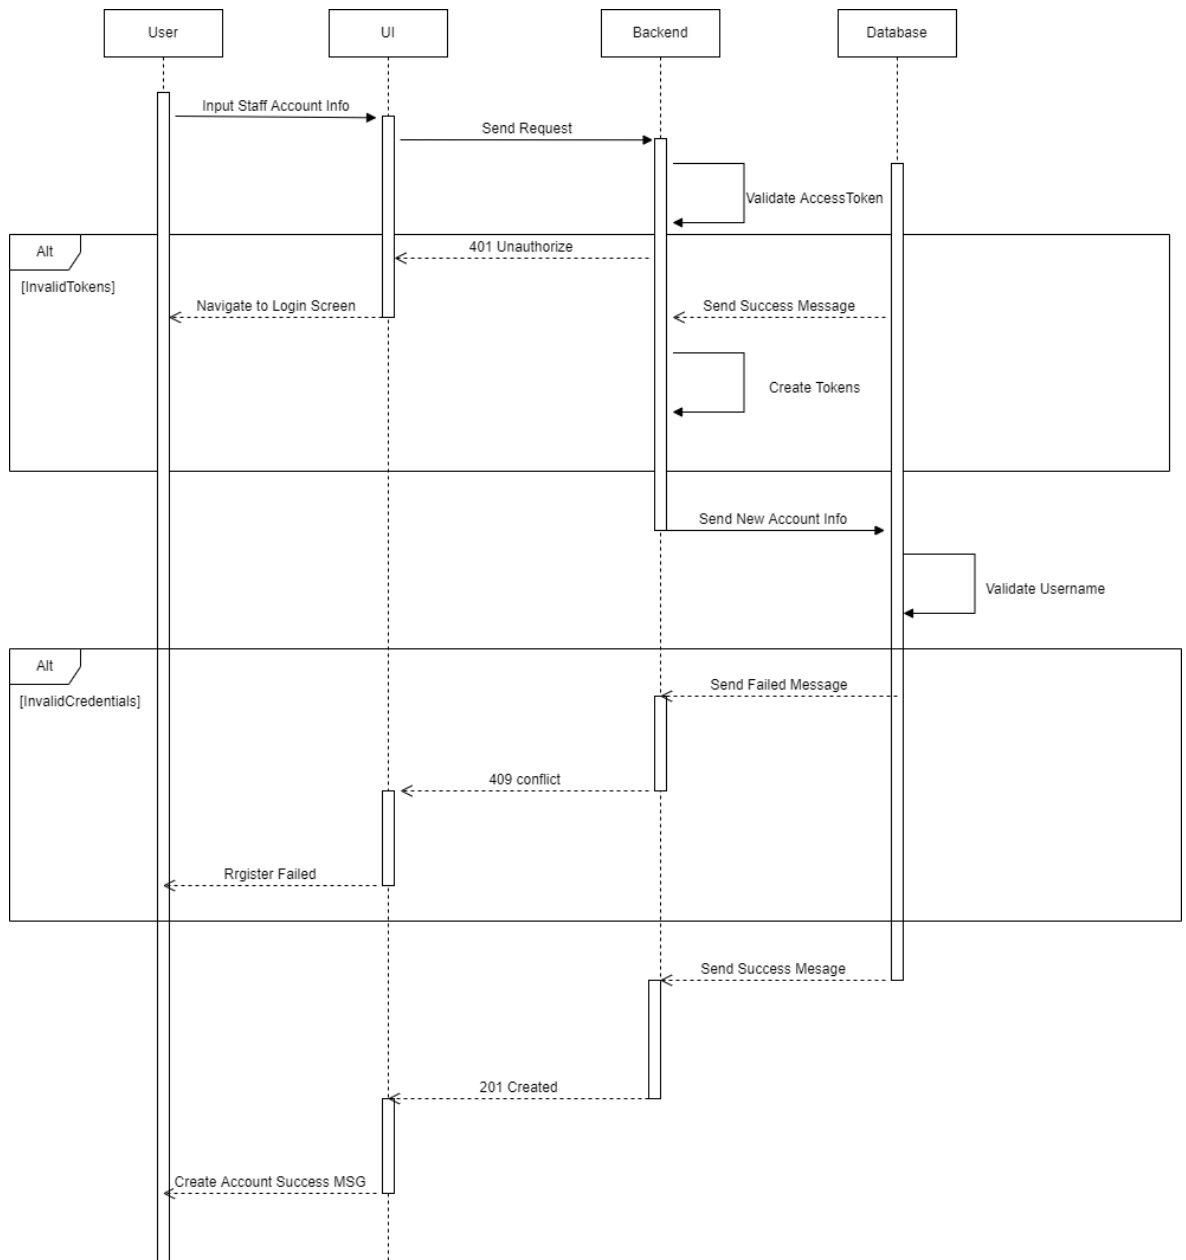 User
UI
Backend
Database
Input Staff Account Info
Send Request
Validate AccessToken
Alt
401 Unauthorize
[InvalidTokens]
Navigate to Login Screen
Send Success Message
Create Tokens
Send New Account Info
Validate Username
Alt
Send Failed Message
[InvalidCredentials]
409 conflict
Rrgister Failed
Send Success Mesage
201 Created
Create Account Success MSG